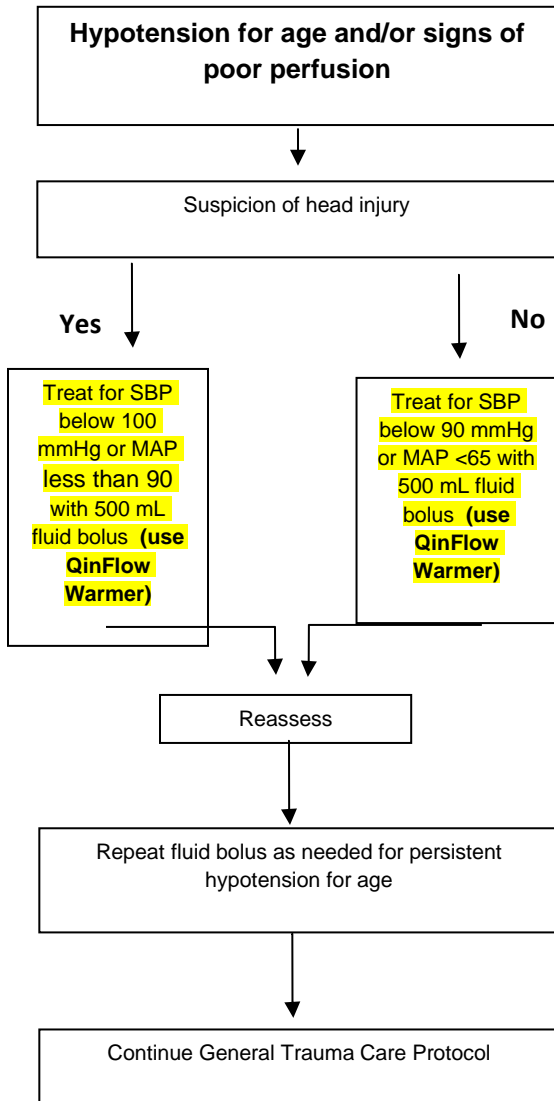 Hypotension for age and/or signs of
poor perfusion
Suspicion of head injury
Yes
No
Treat for SBP
below 100
mmHg or MAP
less than 90
with 500 mL
fluid bolus (use
QinFlow
Warmer)
Treat for SBP
below 90 mmHg
or MAP <65 with
500 mL fluid
bolus (use
QinFlow
Warmer)
Reassess
Repeat fluid bolus as needed for persistent
hypotension for age
Continue General Trauma Care Protocol